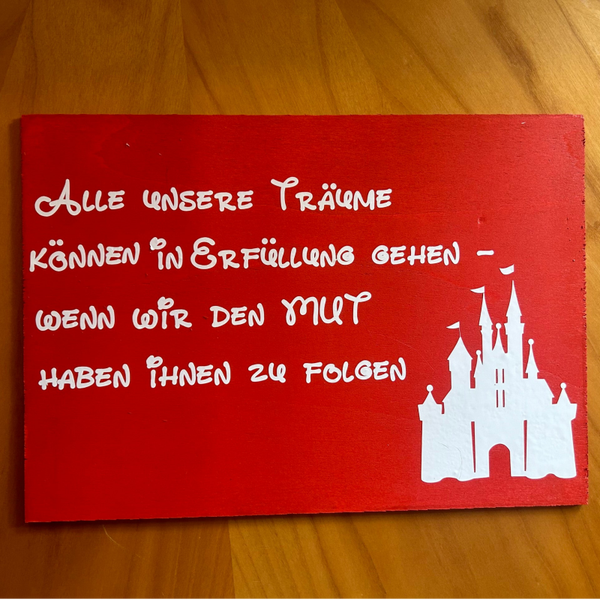 Alle unsere Träume
können in Erfüllung gehen –
wenn wir den MUT
haben ihnen zu folgen